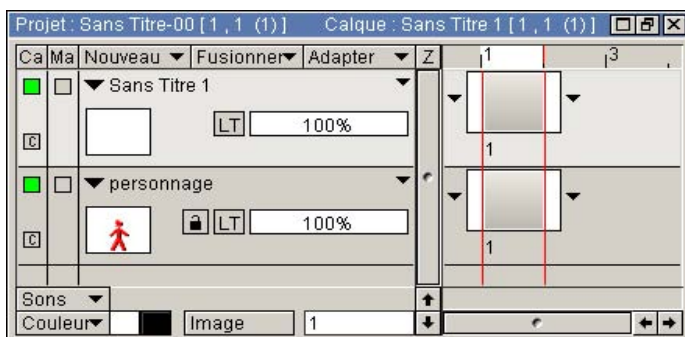 Projet : Sans Titre-00 [ 1 , 1 (1) ] Calque : Sans Titre 1 [ 1 , 1 (1) ]
Ca Ma Nouveau Fusionner Adapter Z 1 3
Sans Titre 1
LT 100%
C
1
personnage
LT 100%
C
1
Sons
Couleur Image 1